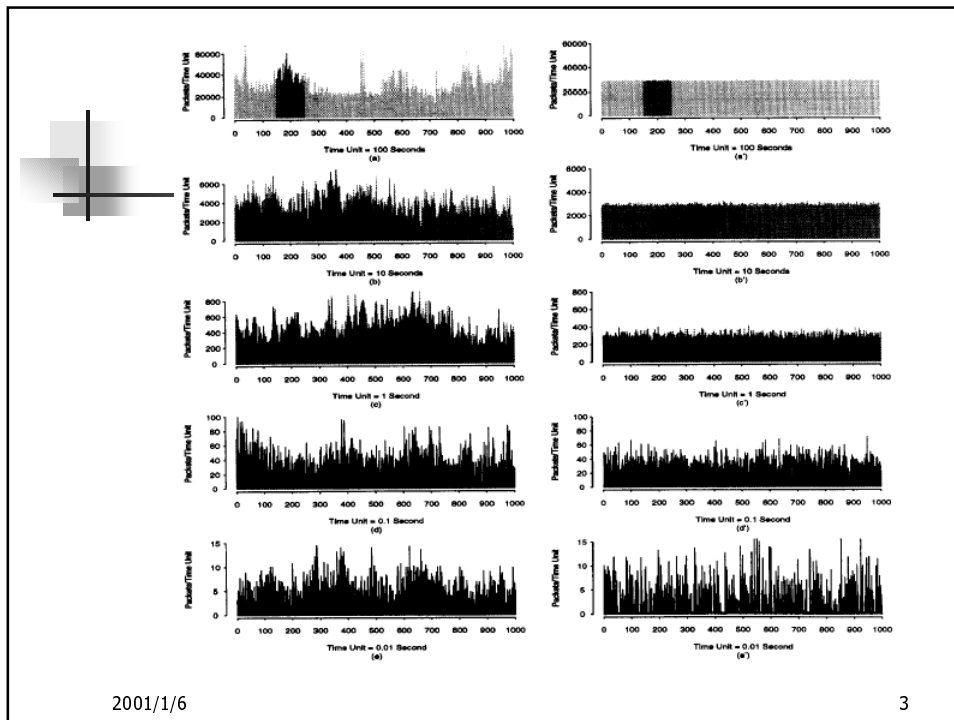 Packets/Time Unit
60000
40000
20000
0
0 100 200 300 400 500 600 700 800 900 1000
Time Unit = 100 Seconds
(a)
Packets/Time Unit
60000
40000
20000
0
0 100 200 300 400 500 600 700 800 900 1000
Time Unit = 100 Seconds
(a')
Packets/Time Unit
6000
4000
2000
0
0 100 200 300 400 500 600 700 800 900 1000
Time Unit = 10 Seconds
(b)
Packets/Time Unit
6000
4000
2000
0
0 100 200 300 400 500 600 700 800 900 1000
Time Unit = 10 Seconds
(b')
Packets/Time Unit
800
600
400
200
0
0 100 200 300 400 500 600 700 800 900 1000
Time Unit = 1 Second
(c)
Packets/Time Unit
800
600
400
200
0
0 100 200 300 400 500 600 700 800 900 1000
Time Unit = 1 Second
(c')
Packets/Time Unit
100
80
60
40
20
0
0 100 200 300 400 500 600 700 800 900 1000
Time Unit = 0.1 Second
(d)
Packets/Time Unit
100
80
60
40
20
0
0 100 200 300 400 500 600 700 800 900 1000
Time Unit = 0.1 Second
(d')
Packets/Time Unit
15
10
5
0
0 100 200 300 400 500 600 700 800 900 1000
Time Unit = 0.01 Second
(e)
Packets/Time Unit
15
10
5
0
0 100 200 300 400 500 600 700 800 900 1000
Time Unit = 0.01 Second
(e')
2001/1/6
3